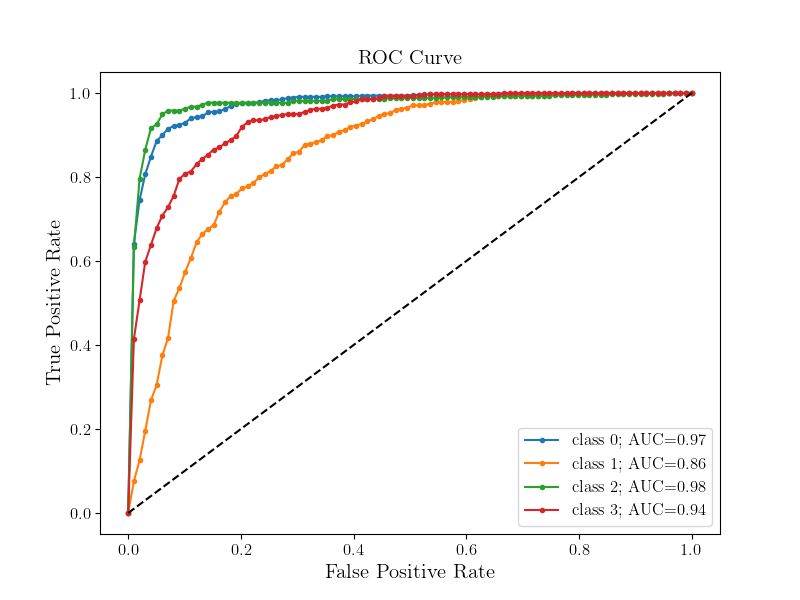 ROC Curve
True Positive Rate
1.0
0.8
0.6
0.4
0.2
0.0
class 0; AUC=0.97
class 1; AUC=0.86
class 2; AUC=0.98
class 3; AUC=0.94
0.0 0.2 0.4 0.6 0.8 1.0
False Positive Rate